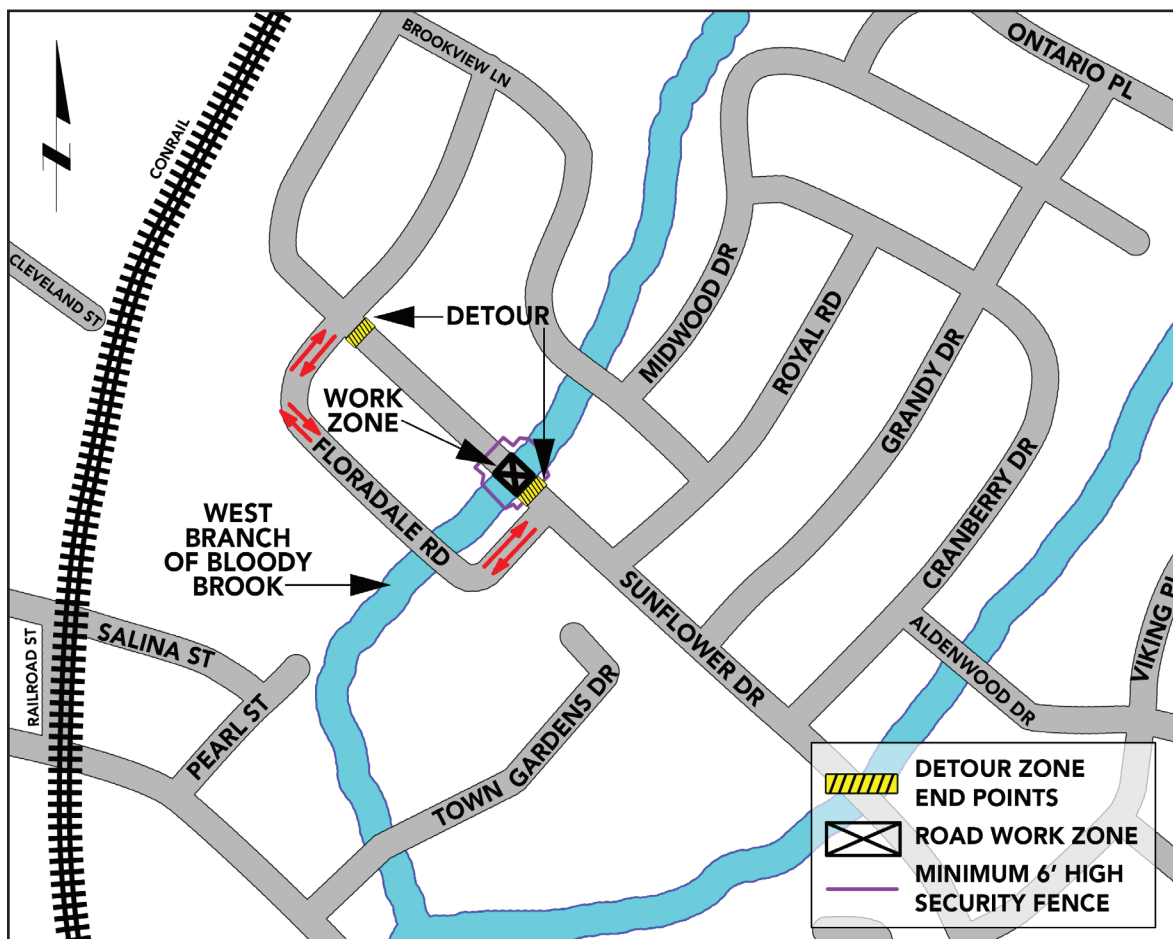 BROOKVIEW LN
ONTARIO PL
CONRAIL
CLEVELAND ST
DETOUR
MIDWOOD DR
ROYAL RD
GRANDY DR
CRANBERRY DR
WORK
ZONE
FLORADALE RD
WEST
BRANCH
OF BLOODY
BROOK
SUNFLOWER DR
ALDENWOOD DR
VIKING PL
SALINA ST
RAILROAD ST
PEARL ST
TOWN GARDENS DR
DETOUR ZONE
END POINTS
ROAD WORK ZONE
MINIMUM 6’ HIGH
SECURITY FENCE